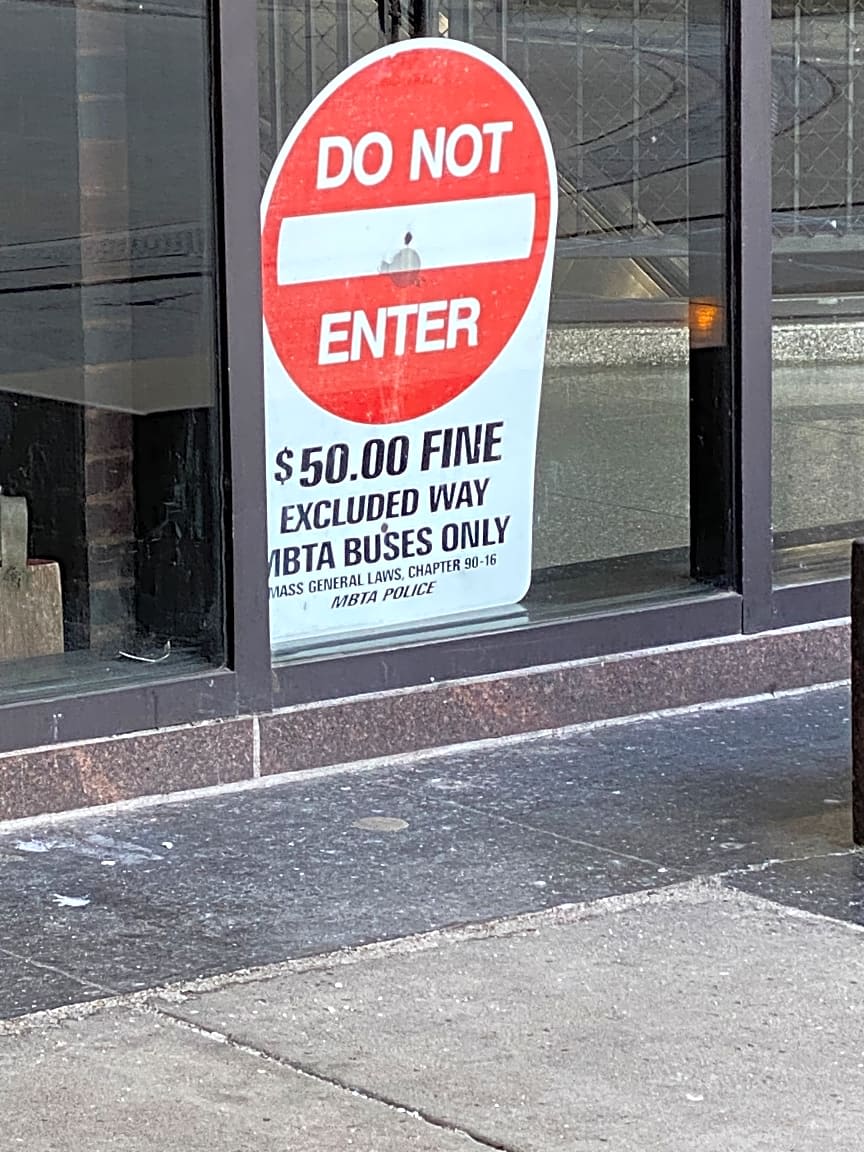 DO NOT
ENTER
$50.00 FINE
EXCLUDED WAY
MBTA BUSES ONLY
MASS GENERAL LAWS, CHAPTER 90-16
MBTA POLICE